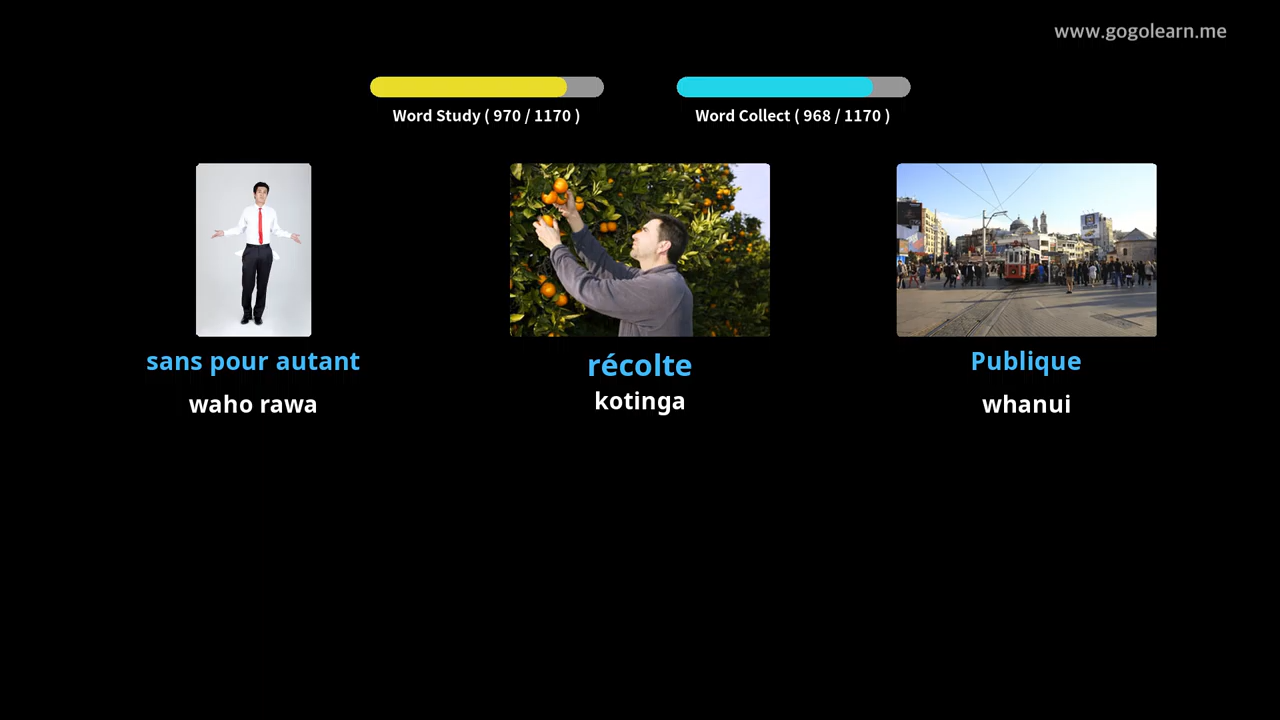 www.gogolearn.me
Word Study ( 970 / 1170 )
Word Collect ( 968 / 1170 )
sans pour autant
récolte
Publique
waho rawa
kotinga
whanui